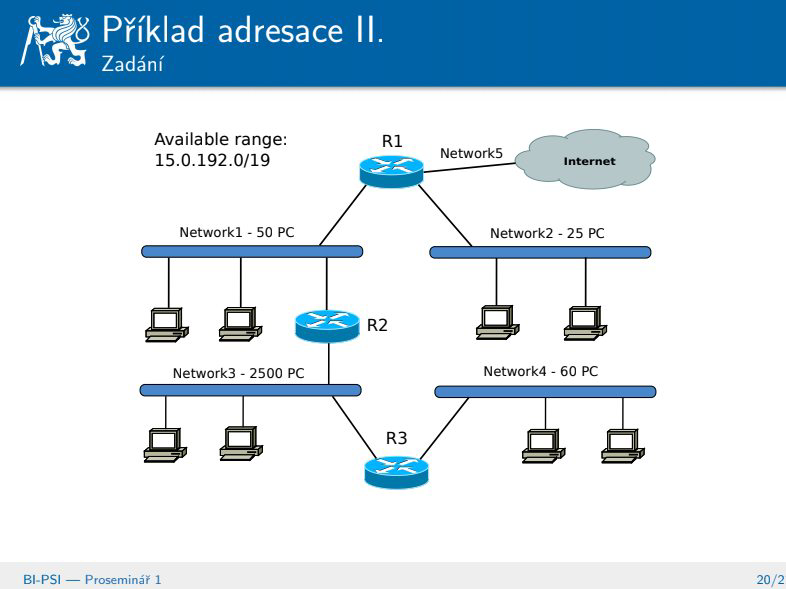 Příklad adresace II.
Zadání
Available range:
15.0.192.0/19
R1
Network5
Internet
Network1 - 50 PC
Network2 - 25 PC
R2
Network3 - 2500 PC
Network4 - 60 PC
R3
BI-PSI — Proseminář 1
20/2